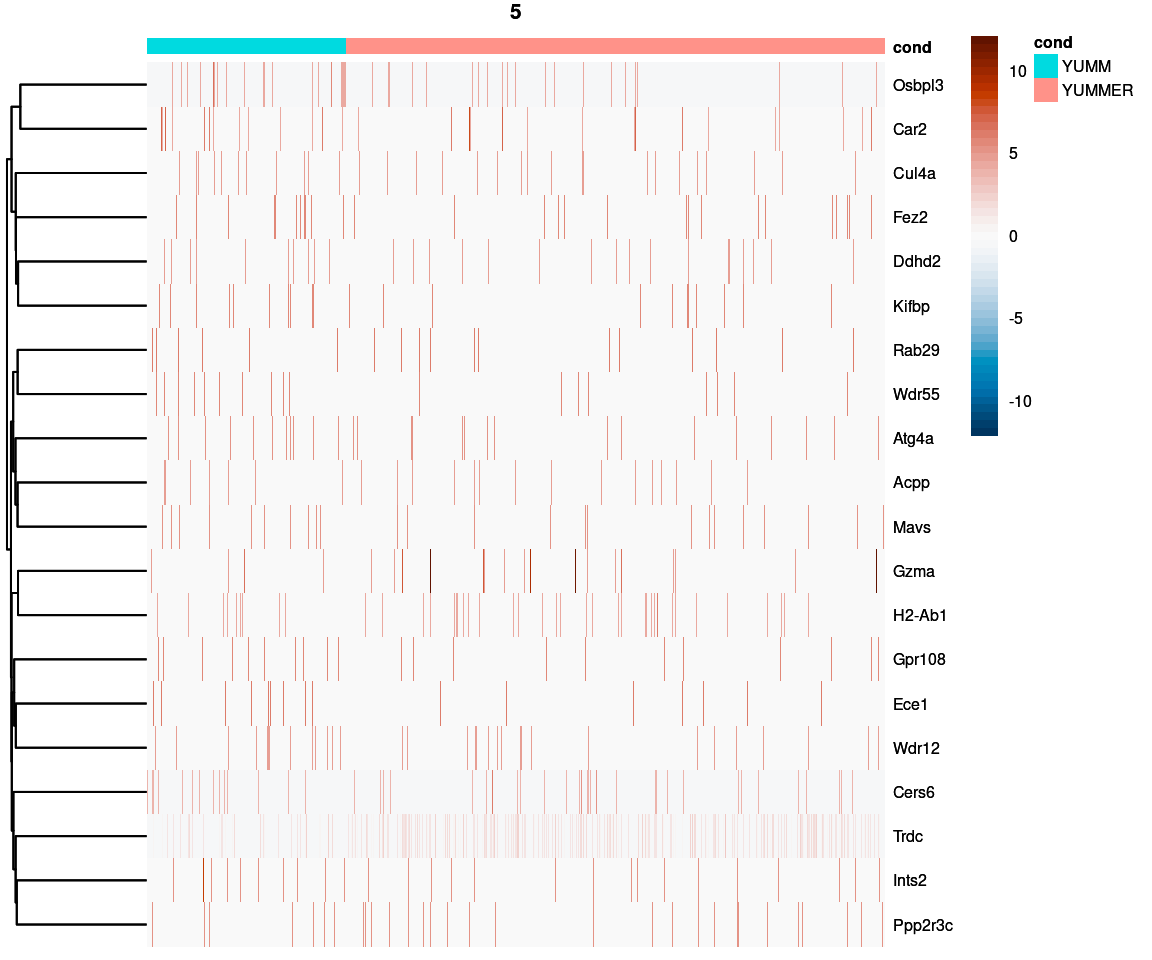 5
cond
Osbpl3
Car2
Cul4a
Fez2
Ddhd2
Kifbp
Rab29
Wdr55
Atg4a
Acpp
Mavs
Gzma
H2-Ab1
Gpr108
Ece1
Wdr12
Cers6
Trdc
Ints2
Ppp2r3c
10
5
0
-5
-10
cond
YUMM
YUMMER